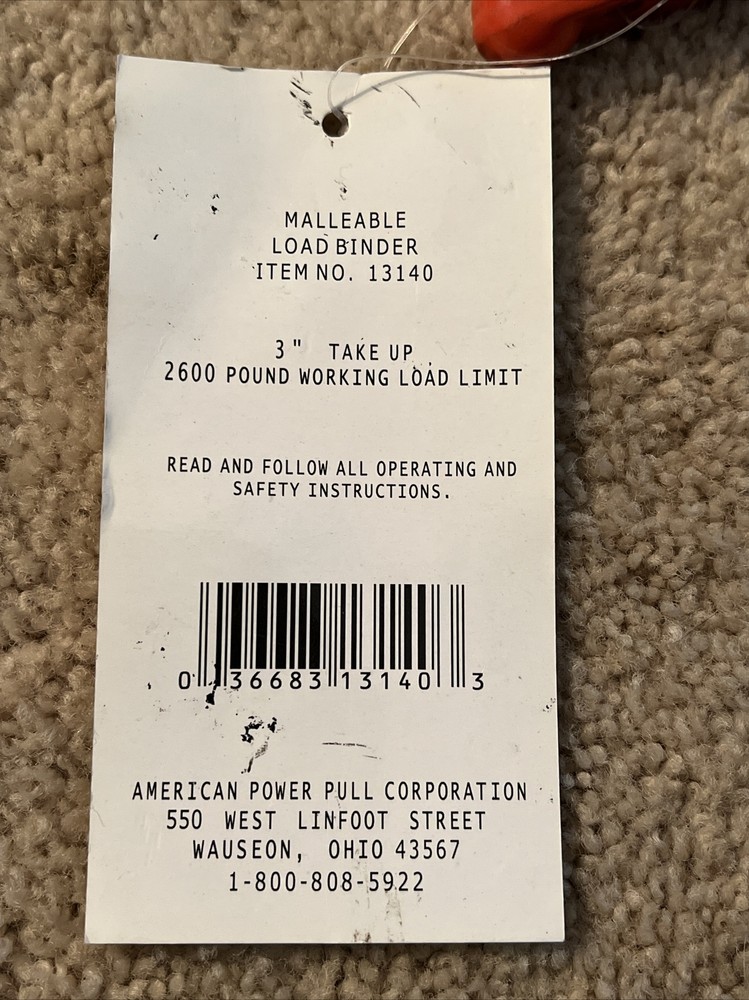 MALLEABLE
LOAD BINDER
ITEM NO. 13140
3" TAKE UP
2600 POUND WORKING LOAD LIMIT
READ AND FOLLOW ALL OPERATING AND
SAFETY INSTRUCTIONS.
0 36683 13140 3
AMERICAN POWER PULL CORPORATION
550 WEST LINFOOT STREET
WAUSEON, OHIO 43567
1-800-808-5922